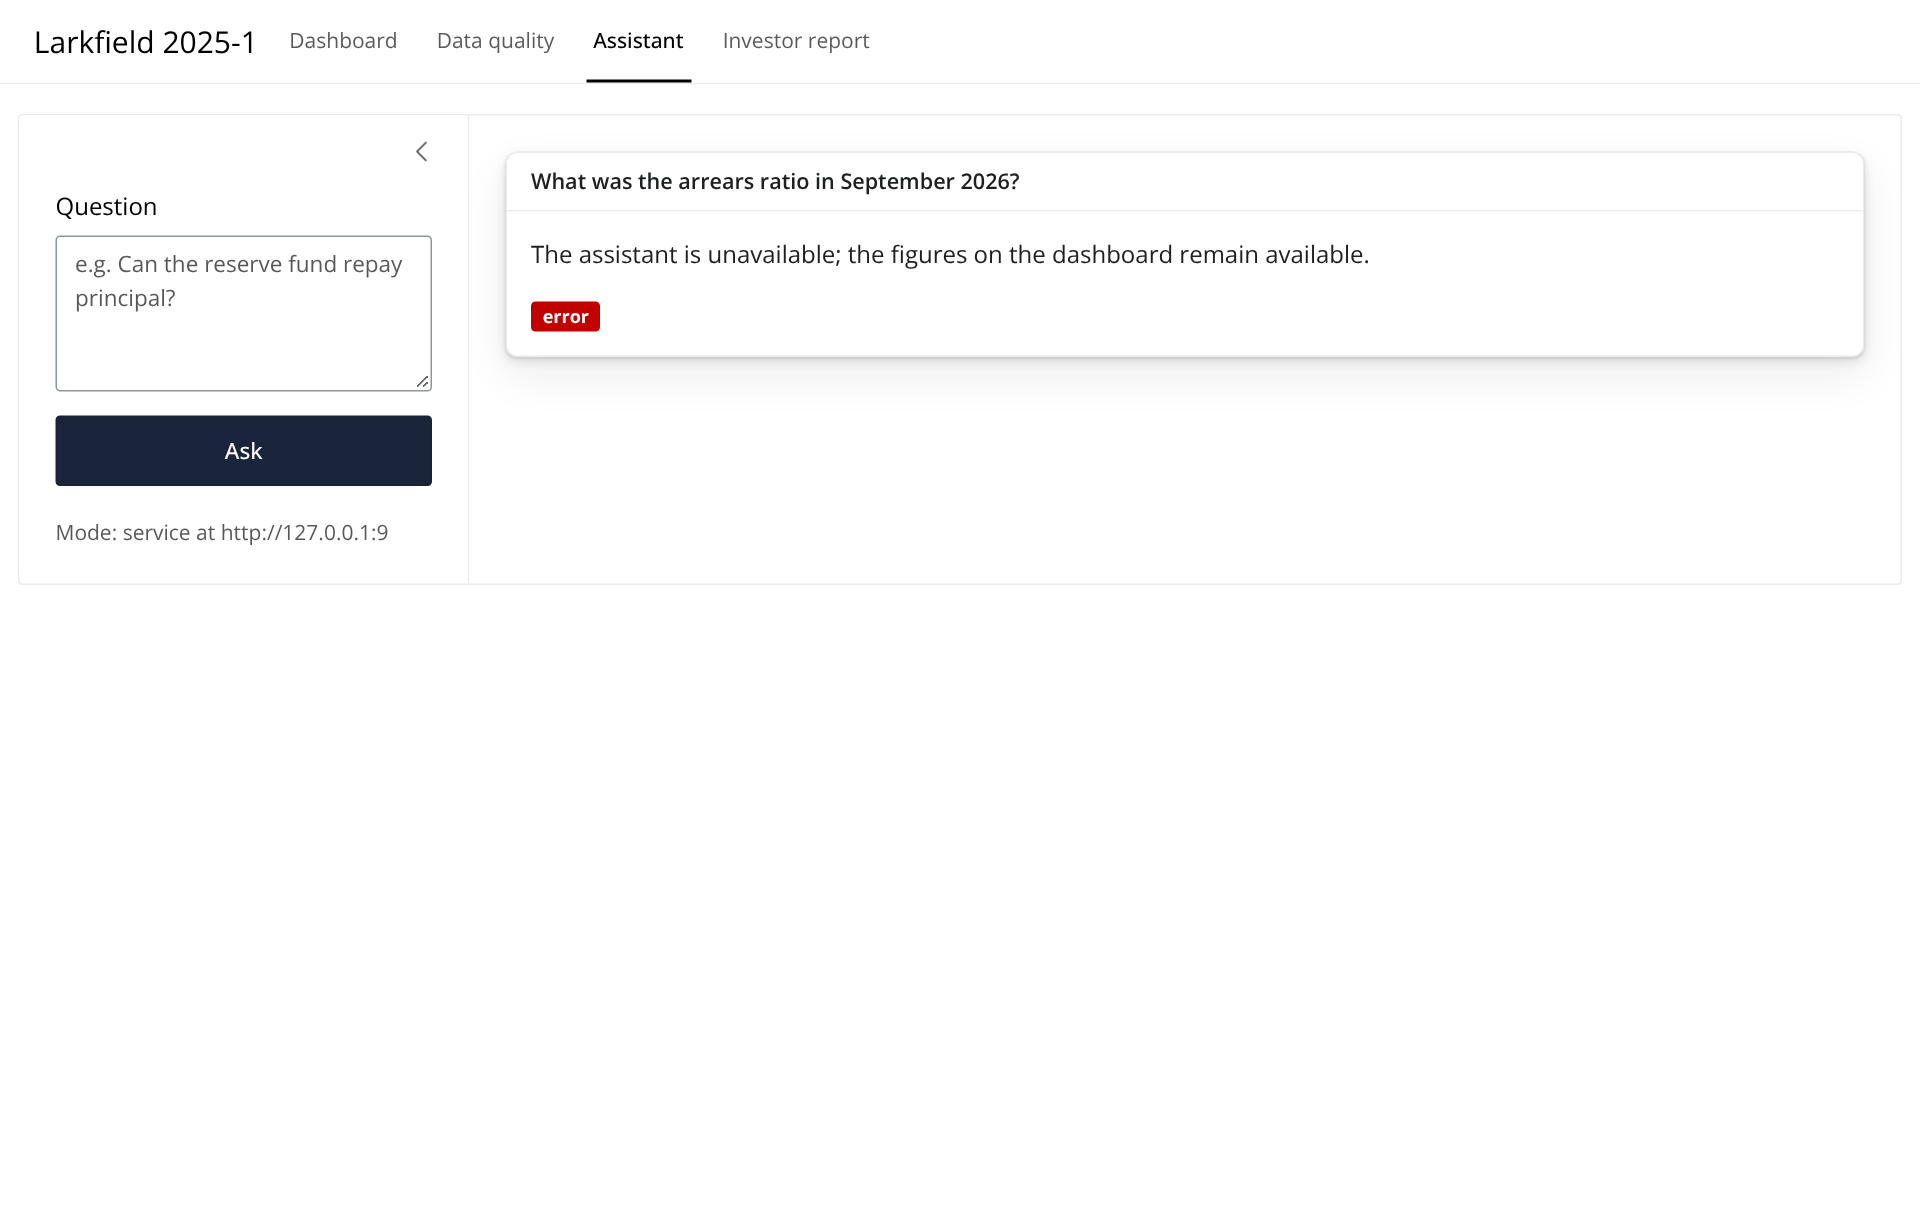 Larkfield 2025-1 Dashboard Data quality Assistant Investor report
Question
e.g. Can the reserve fund repay
principal?
Ask
Mode: service at http://127.0.0.1:9
What was the arrears ratio in September 2026?
The assistant is unavailable; the figures on the dashboard remain available.
error